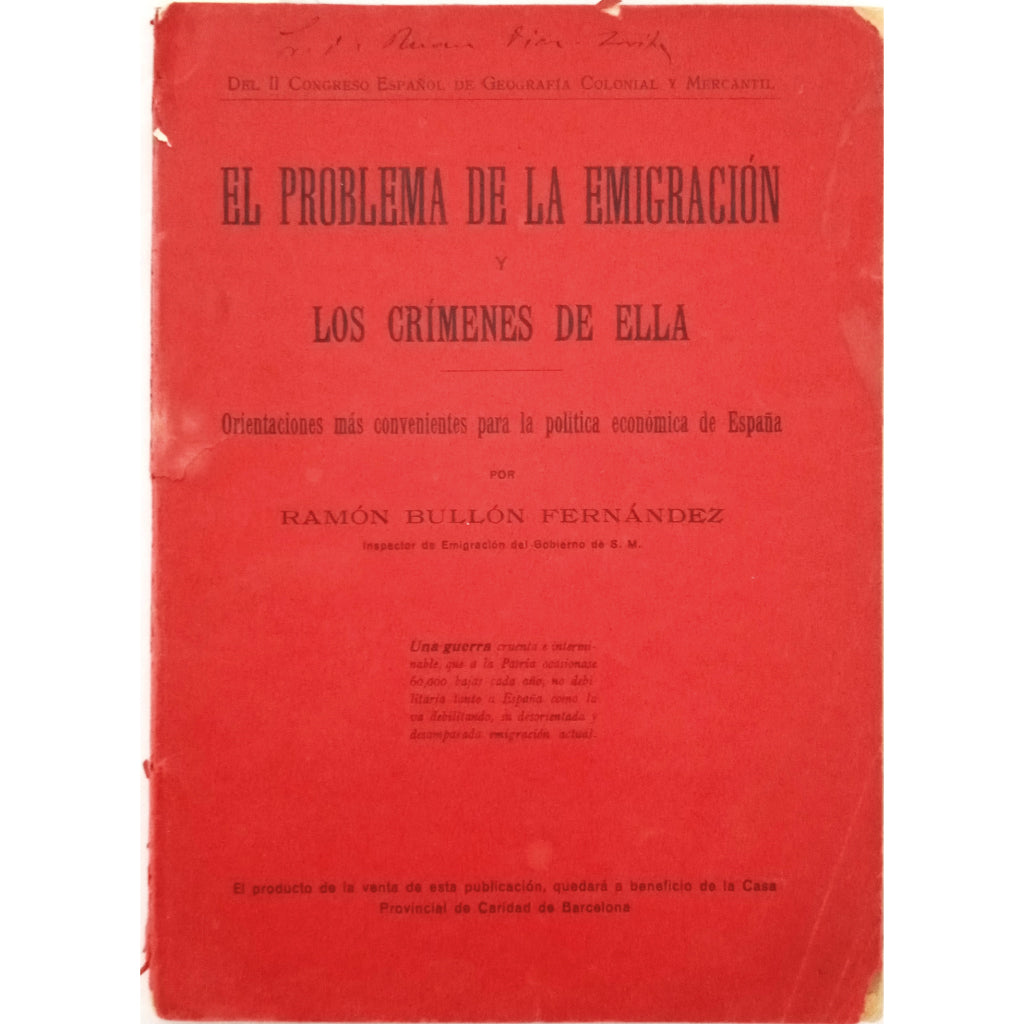 DEL II CONGRESO ESPAÑOL DE GEOGRAFÍA COLONIAL Y MERCANTIL
EL PROBLEMA DE LA EMIGRACIÓN
Y
LOS CRÍMENES DE ELLA
Orientaciones más convenientes para la política económica de España
POR
RAMÓN BULLÓN FERNÁNDEZ
Inspector de Emigración del Gobierno de S. M.
Una guerra cruenta e intermi-
nable, que a la Patria ocasionase
60,000 bajas cada año, no debi-
litaría tanto a España como la
va debilitando, su desorientada y
desamparada emigración actual.
El producto de la venta de esta publicación, quedará a beneficio de la Casa
Provincial de Caridad de Barcelona